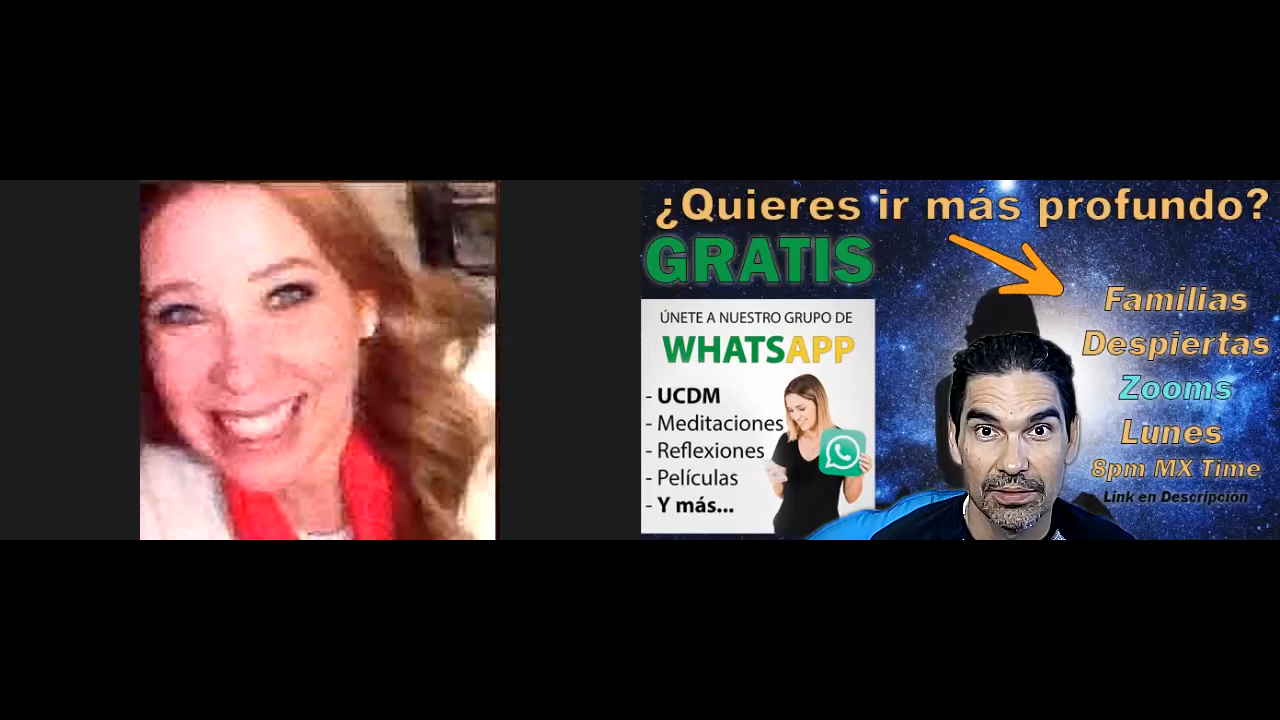 ¿Quieres ir más profundo?
GRATIS
ÚNETE A NUESTRO GRUPO DE
WHATSAPP
- UCDM
- Meditaciones
- Reflexiones
- Películas
- Y más...
Familias
Despiertas
Zooms
Lunes
8pm MX Time
Link en Descripción